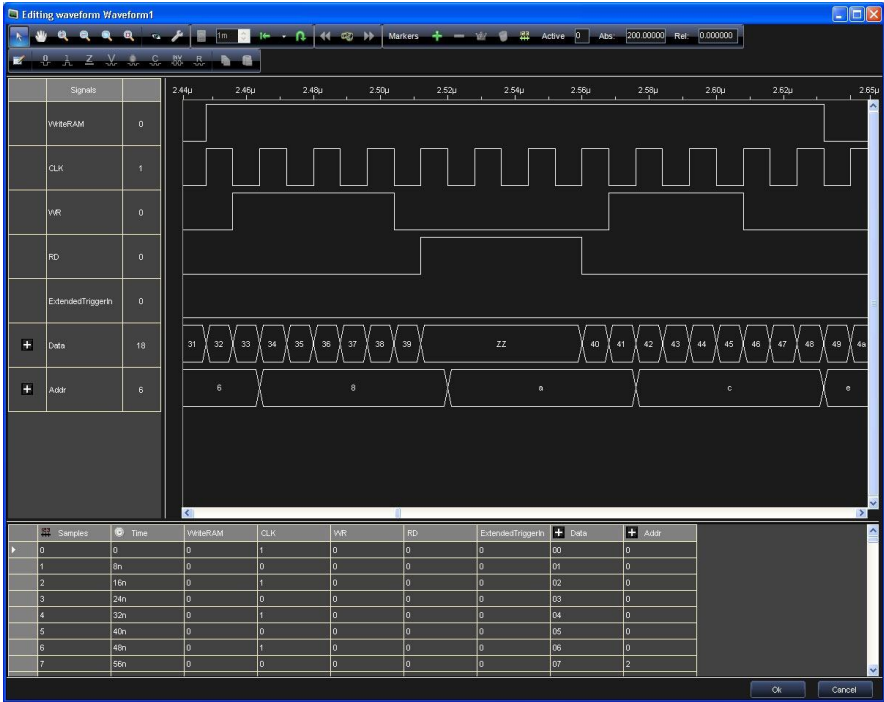 Editing waveform Waveform1
1m Markers Active 0 Abs: 200.00000 Rel: 0.000000
0 1 Z V C NV R
Signals 2.44µ 2.46µ 2.48µ 2.50µ 2.52µ 2.54µ 2.56µ 2.58µ 2.60µ 2.62µ 2.65µ
WriteRAM 0
CLK 1
WR 0
RD 0
ExtendedTriggerIn 0
Data 18 31 32 33 34 35 36 37 38 39 ZZ 40 41 42 43 44 45 46 47 48 49 4a
Addr 6 6 8 a c e
Samples Time WriteRAM CLK WR RD ExtendedTriggerIn Data Addr
0 0 0 1 0 0 0 00 0
1 8n 0 0 0 0 0 01 0
2 16n 0 1 0 0 0 02 0
3 24n 0 0 0 0 0 03 0
4 32n 0 1 0 0 0 04 0
5 40n 0 0 0 0 0 05 0
6 48n 0 1 0 0 0 06 0
7 56n 0 0 0 0 0 07 2
Ok Cancel